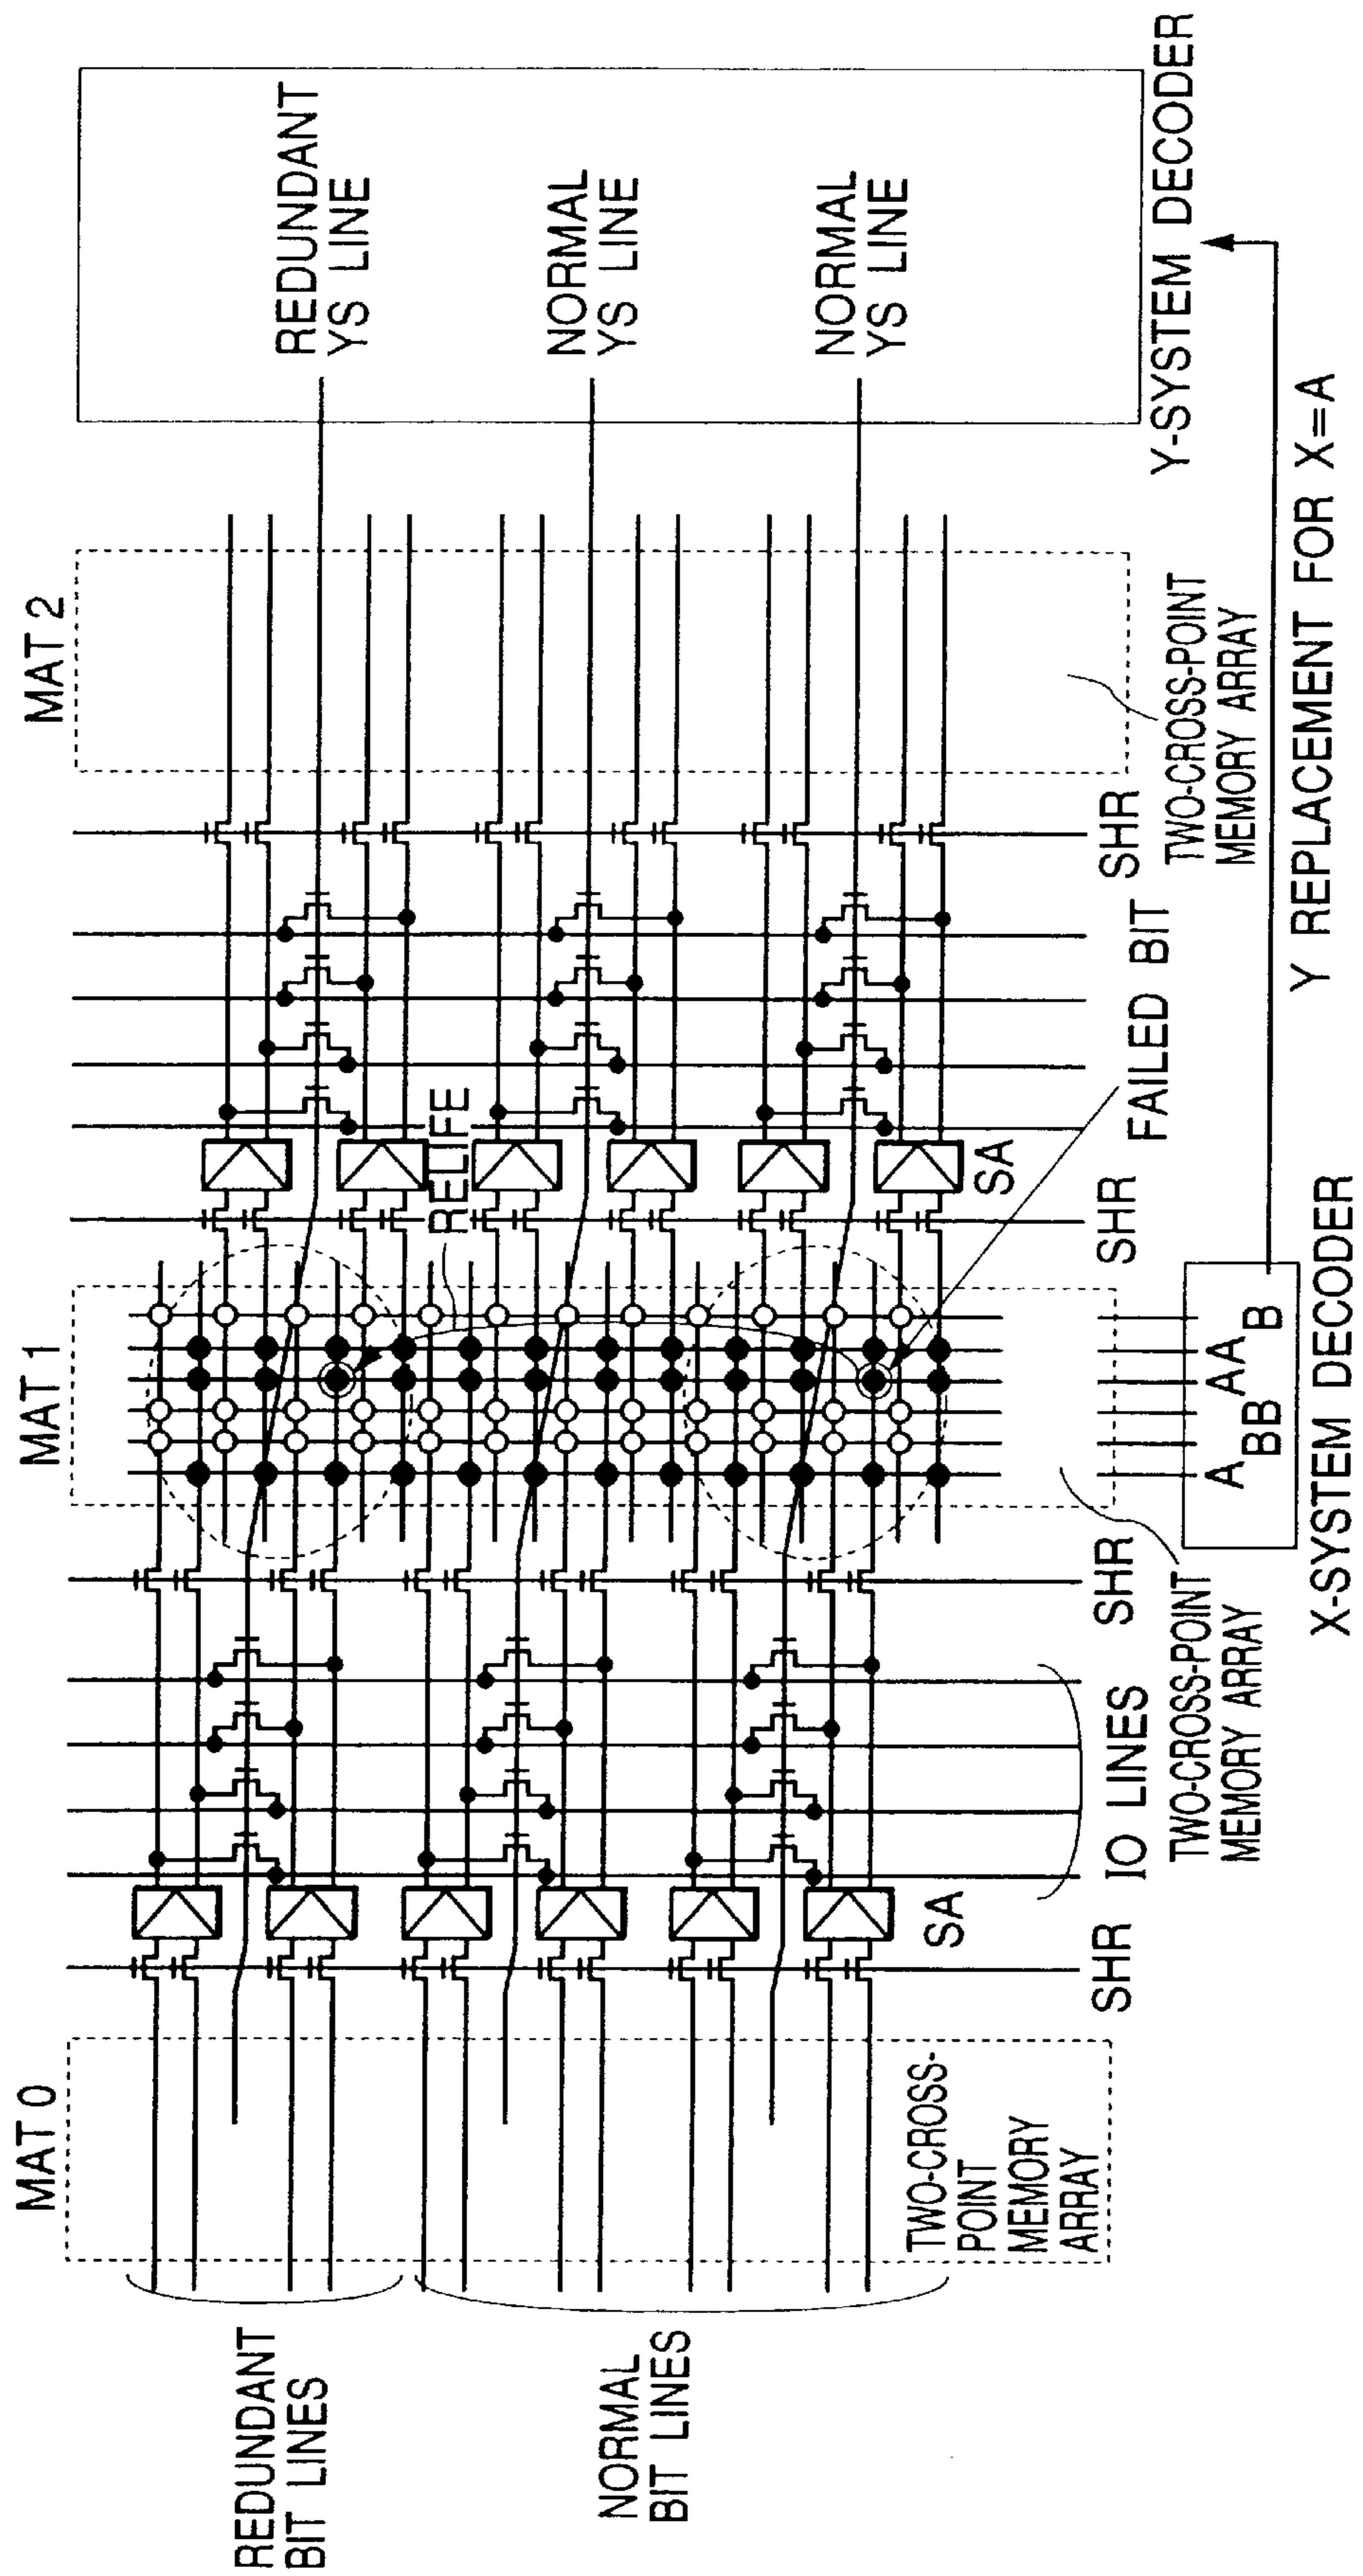 MAT 0
MAT 1
MAT 2
REDUNDANT
BIT LINES
NORMAL
BIT LINES
REDUNDANT
YS LINE
NORMAL
YS LINE
NORMAL
YS LINE
RELIFE
TWO-CROSS-
POINT
MEMORY
ARRAY
SA
SA
SHR
IO LINES
SHR
SHR
FAILED BIT
SHR
Y-SYSTEM DECODER
TWO-CROSS-POINT
MEMORY ARRAY
TWO-CROSS-POINT
MEMORY ARRAY
A BB AA B
X-SYSTEM DECODER
Y REPLACEMENT FOR X=A